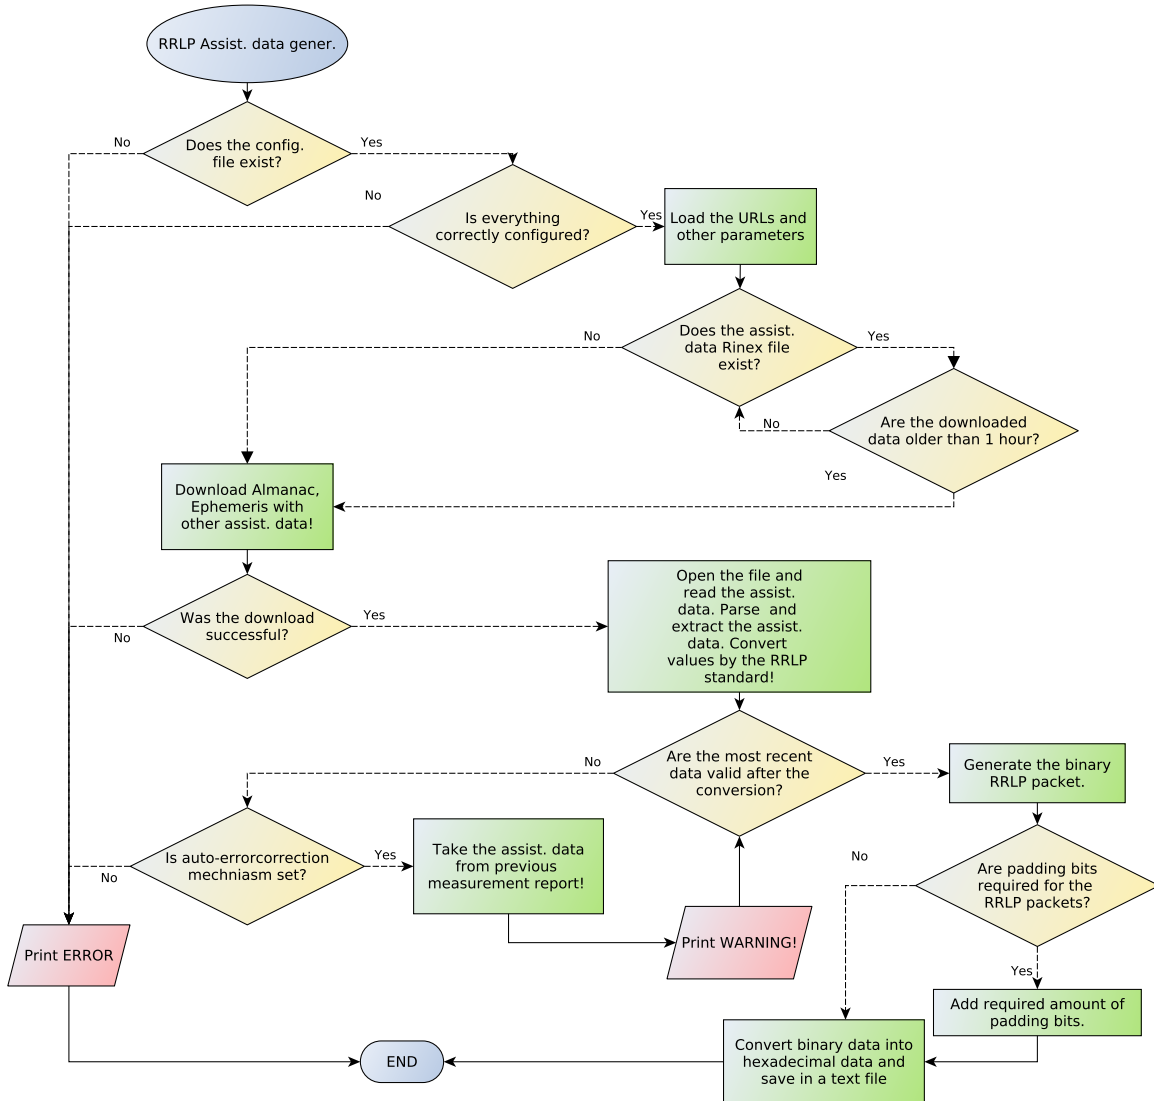 RRLP Assist. data gener.
No
Does the config.
file exist?
Yes
No
Is everything
correctly configured?
Yes
Load the URLs and
other parameters
No
Does the assist.
data Rinex file
exist?
Yes
No
Are the downloaded
data older than 1 hour?
Yes
Download Almanac,
Ephemeris with
other assist. data!
No
Was the download
successful?
Yes
Open the file and
read the assist.
data. Parse  and
extract the assist.
data. Convert
values by the RRLP
standard!
No
Are the most recent
data valid after the
conversion?
Yes
Generate the binary
RRLP packet.
No
Is auto-errorcorrection
mechniasm set?
Yes
Take the assist. data
from previous
measurement report!
Print WARNING!
No
Are padding bits
required for the
RRLP packets?
Yes
Print ERROR
Add required amount of
padding bits.
END
Convert binary data into
hexadecimal data and
save in a text file